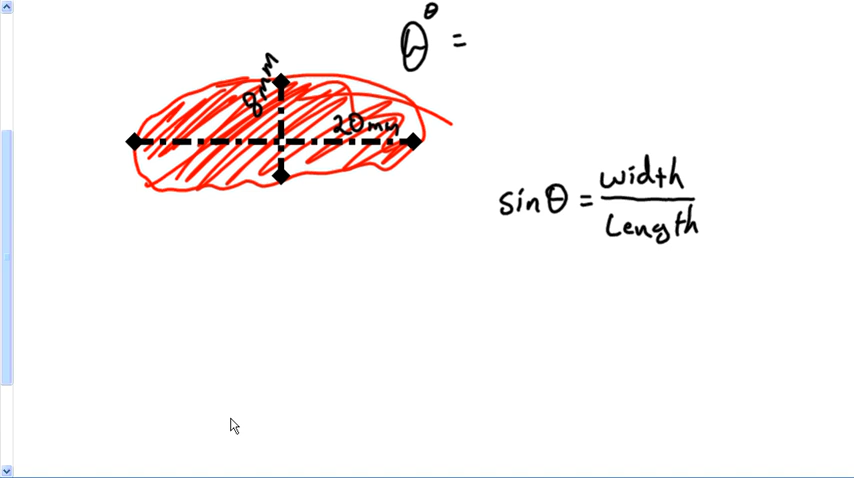 θ° =
8mm
20mm
sinθ = width
Length